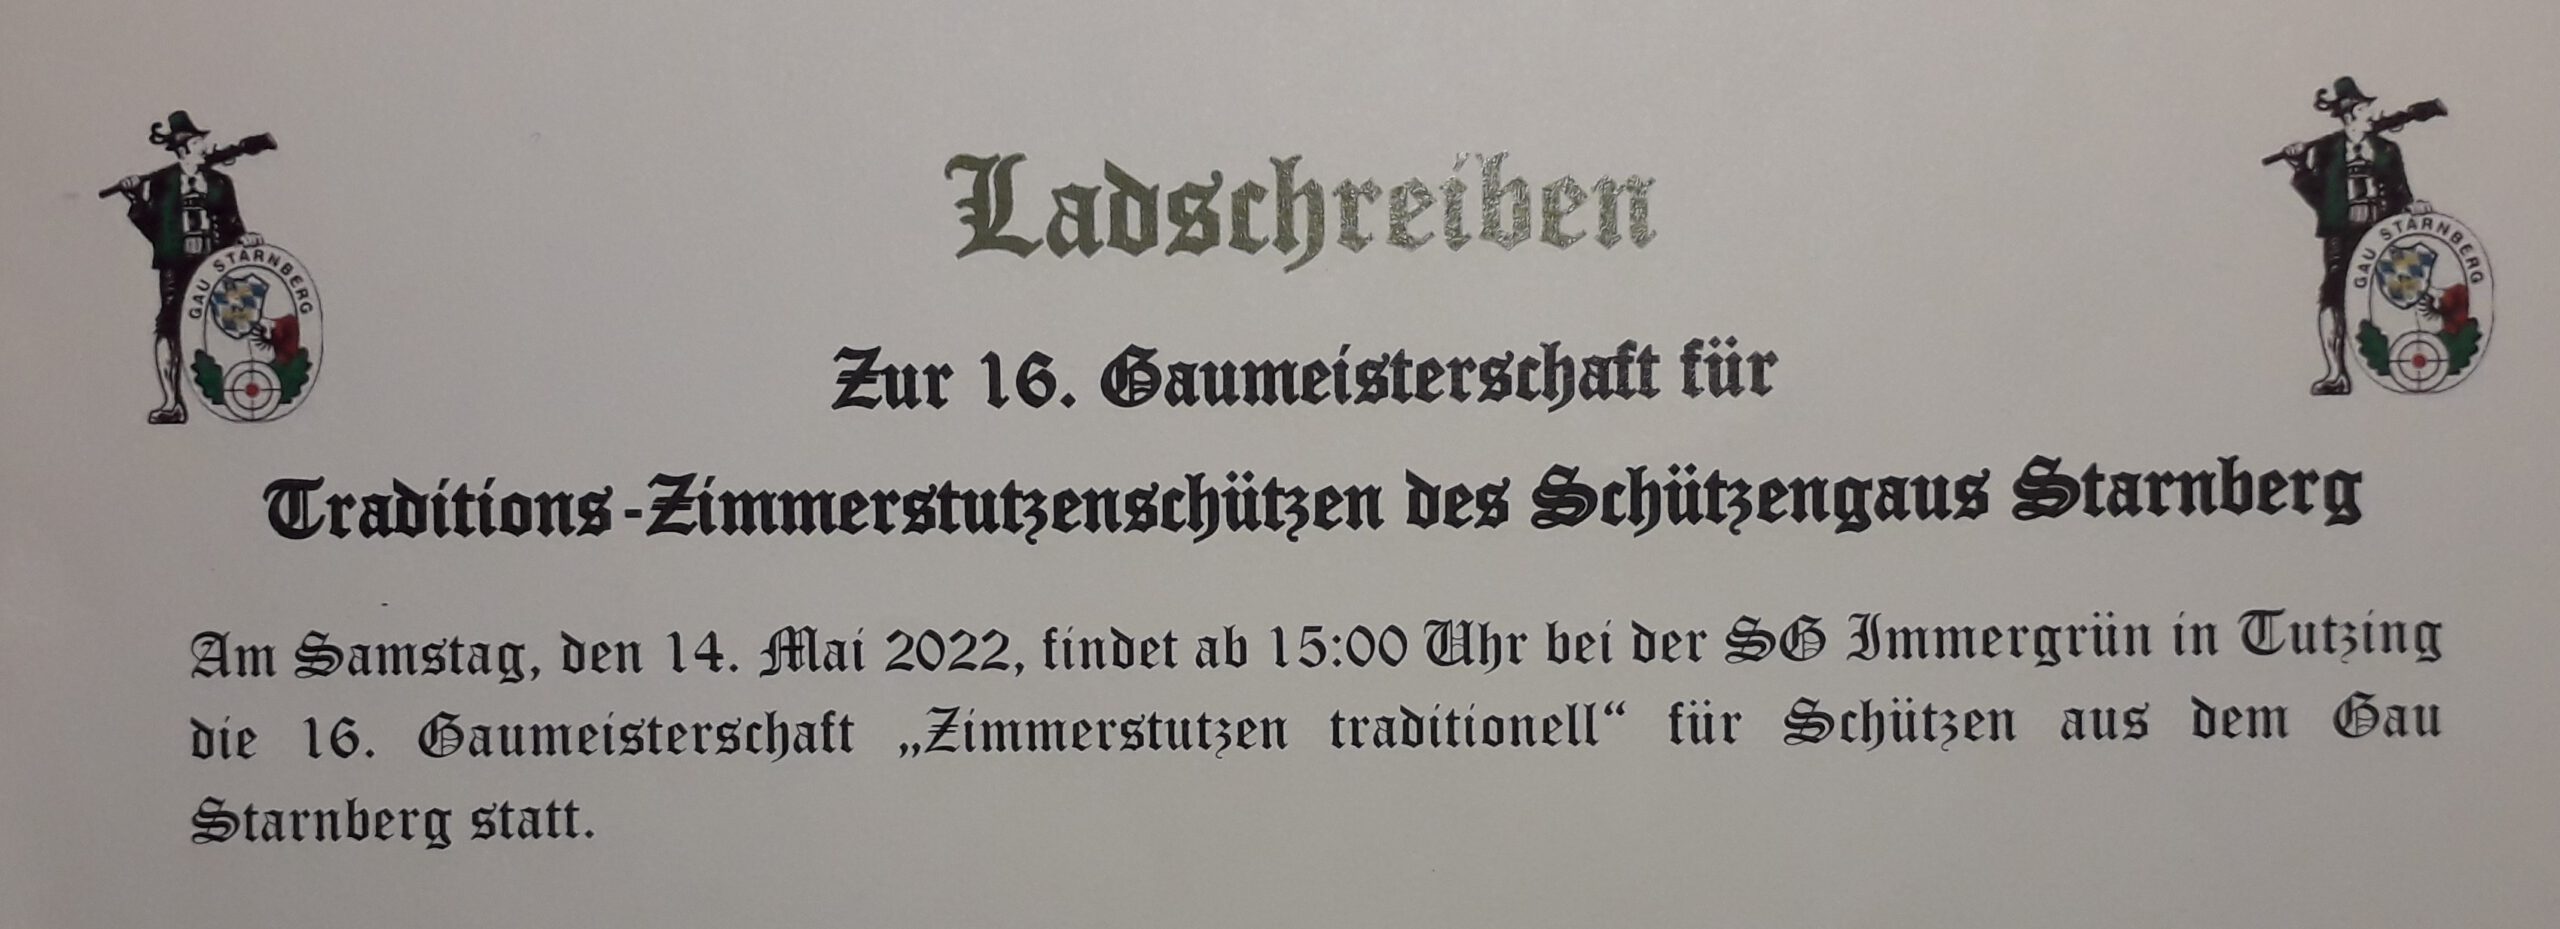 Ladschreiben
Zur 16. Gaumeisterschaft für
Traditions-Zimmerstutzenschützen des Schützengaus Starnberg
Am Samstag, den 14. Mai 2022, findet ab 15:00 Uhr bei der SG Immergrün in Tutzing
die 16. Gaumeisterschaft „Zimmerstutzen traditionell“ für Schützen aus dem Gau
Starnberg statt.
GAU STARNBERG
GAU STARNBERG